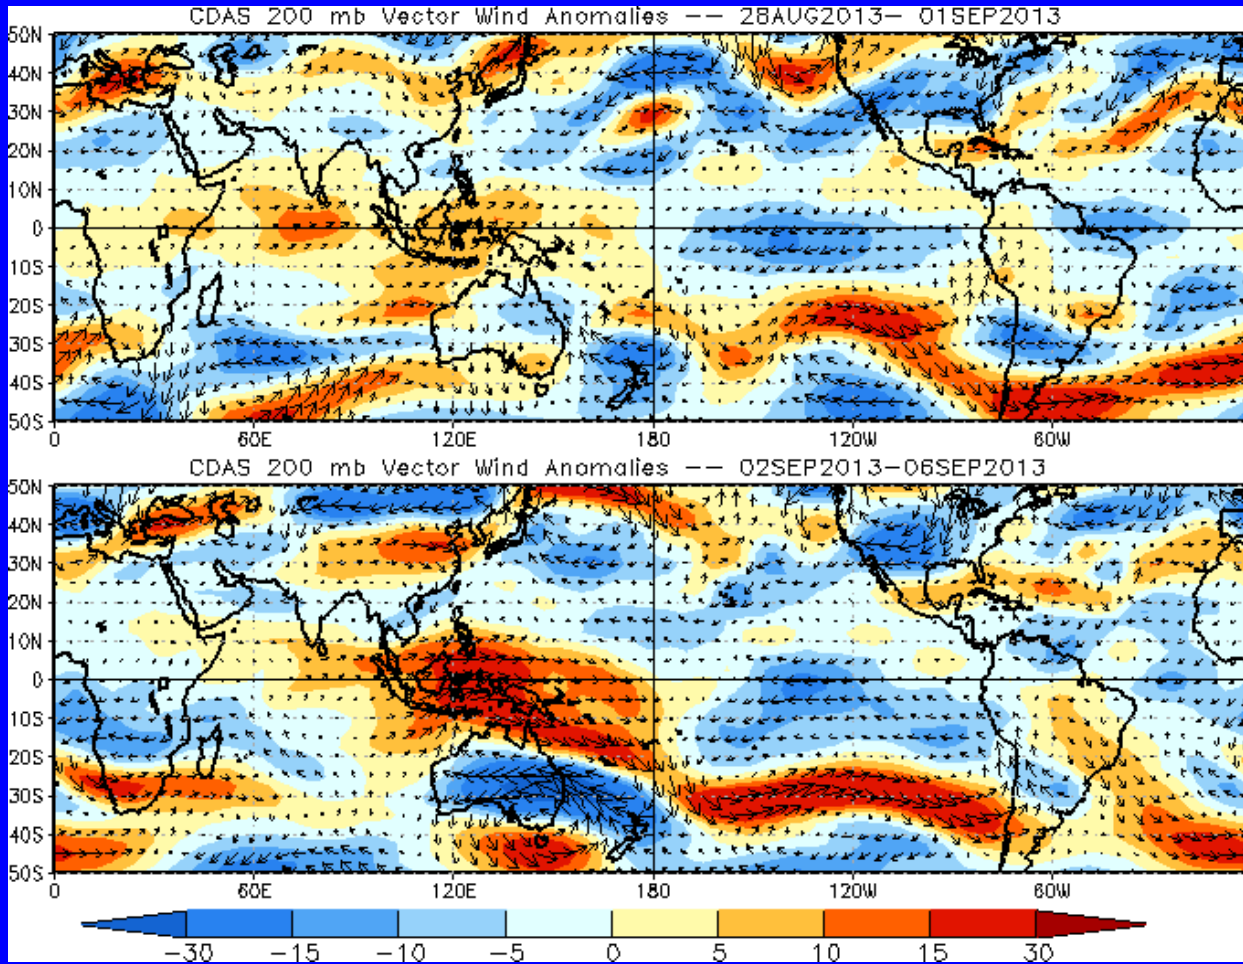 CDAS 200 mb Vector Wind Anomalies -- 28AUG2013- 01SEP2013
50N
40N
30N
20N
10N
0
10S
20S
30S
40S
50S
0 60E 120E 180 120W 60W
CDAS 200 mb Vector Wind Anomalies -- 02SEP2013-06SEP2013
50N
40N
30N
20N
10N
0
10S
20S
30S
40S
50S
0 60E 120E 180 120W 60W
-30 -15 -10 -5 0 5 10 15 30